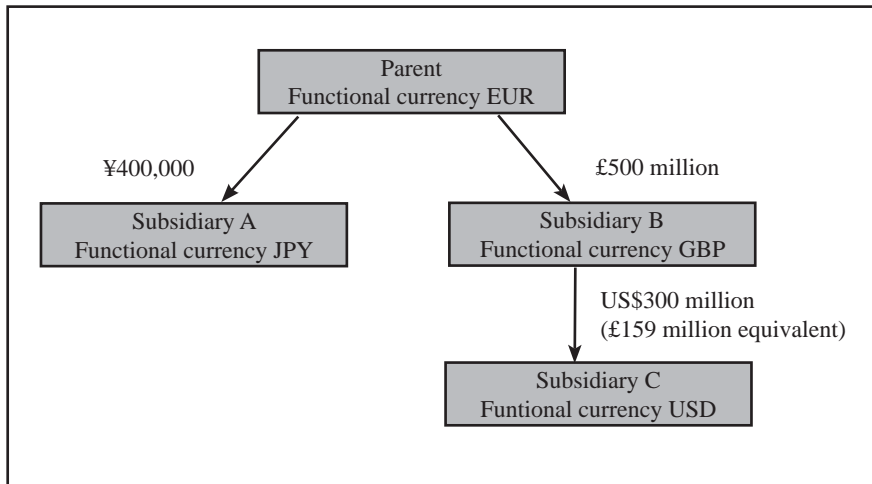 Parent
Functional currency EUR
¥400,000
£500 million
Subsidiary A
Functional currency JPY
Subsidiary B
Functional currency GBP
US$300 million
(£159 million equivalent)
Subsidiary C
Funtional currency USD